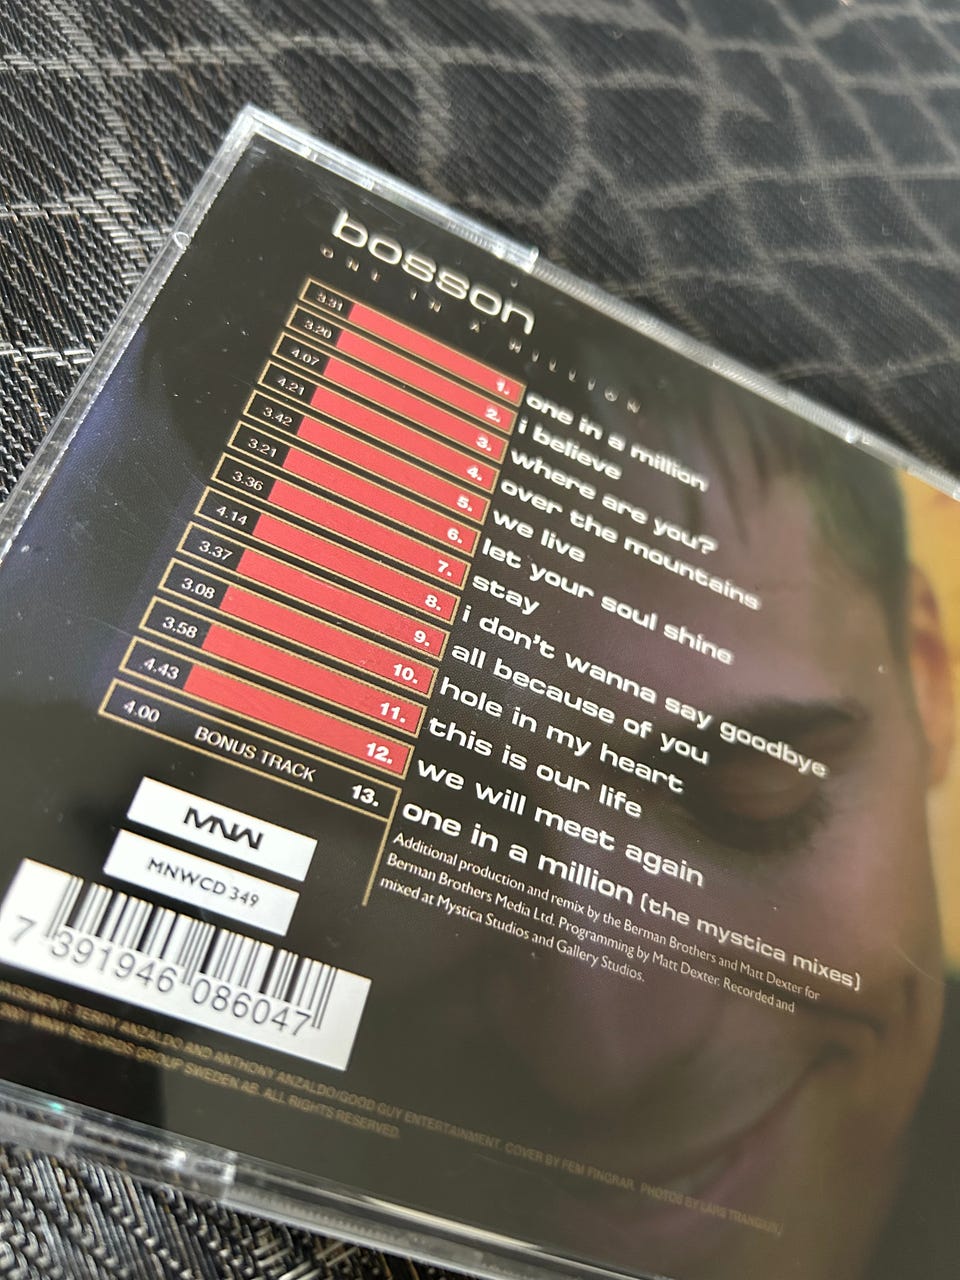 bosson
ONE IN A MILLION
3.31 1. one in a million
3.20 2. i believe
4.07 3. where are you?
4.21 4. over the mountains
3.42 5. we live
3.21 6. let your soul shine
3.36 7. stay
4.14 8. i don't wanna say goodbye
3.37 9. all because of you
3.08 10. hole in my heart
3.58 11. this is our life
4.43 12. we will meet again
4.00 BONUS TRACK 13. one in a million (the mystica mixes)
Additional production and remix by the Berman Brothers and Matt Dexter for
Berman Brothers Media Ltd. Programming by Matt Dexter. Recorded and
mixed at Mystica Studios and Gallery Studios.
MNW
MNWCD 349
7 391946 086047
TERRY ANZALDO AND ANTHONY ANZALDO/GOOD GUY ENTERTAINMENT. COVER BY FEM FINGRAR. PHOTOS BY LARS
MNW RECORDS GROUP SWEDEN AB. ALL RIGHTS RESERVED.